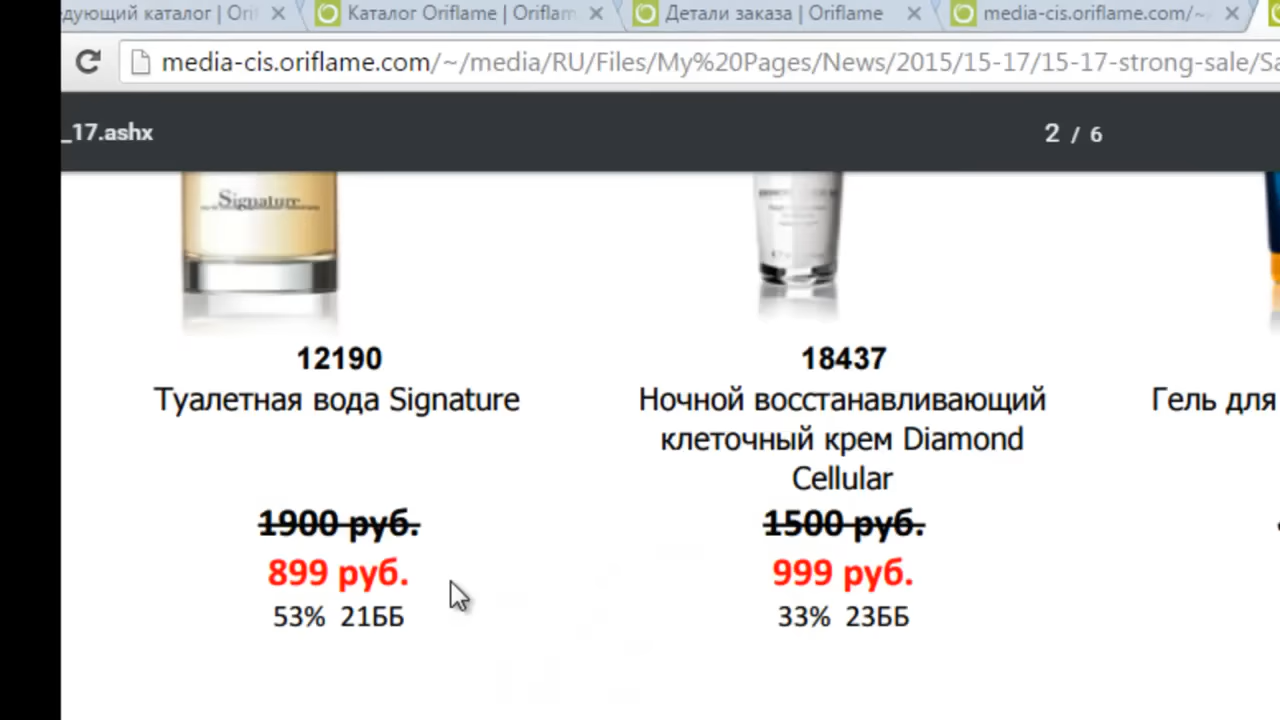 дующий каталог | Ori
Каталог Oriflame | Oriflam
Детали заказа | Oriflame
media-cis.oriflame.com/~
media-cis.oriflame.com/~/media/RU/Files/My%20Pages/News/2015/15-17/15-17-strong-sale/Sa
_17.ashx
2 / 6
Signature
12190
Туалетная вода Signature
1900 руб.
899 руб.
53% 21ББ
18437
Ночной восстанавливающий
клеточный крем Diamond
Cellular
1500 руб.
999 руб.
33% 23ББ
Гель для